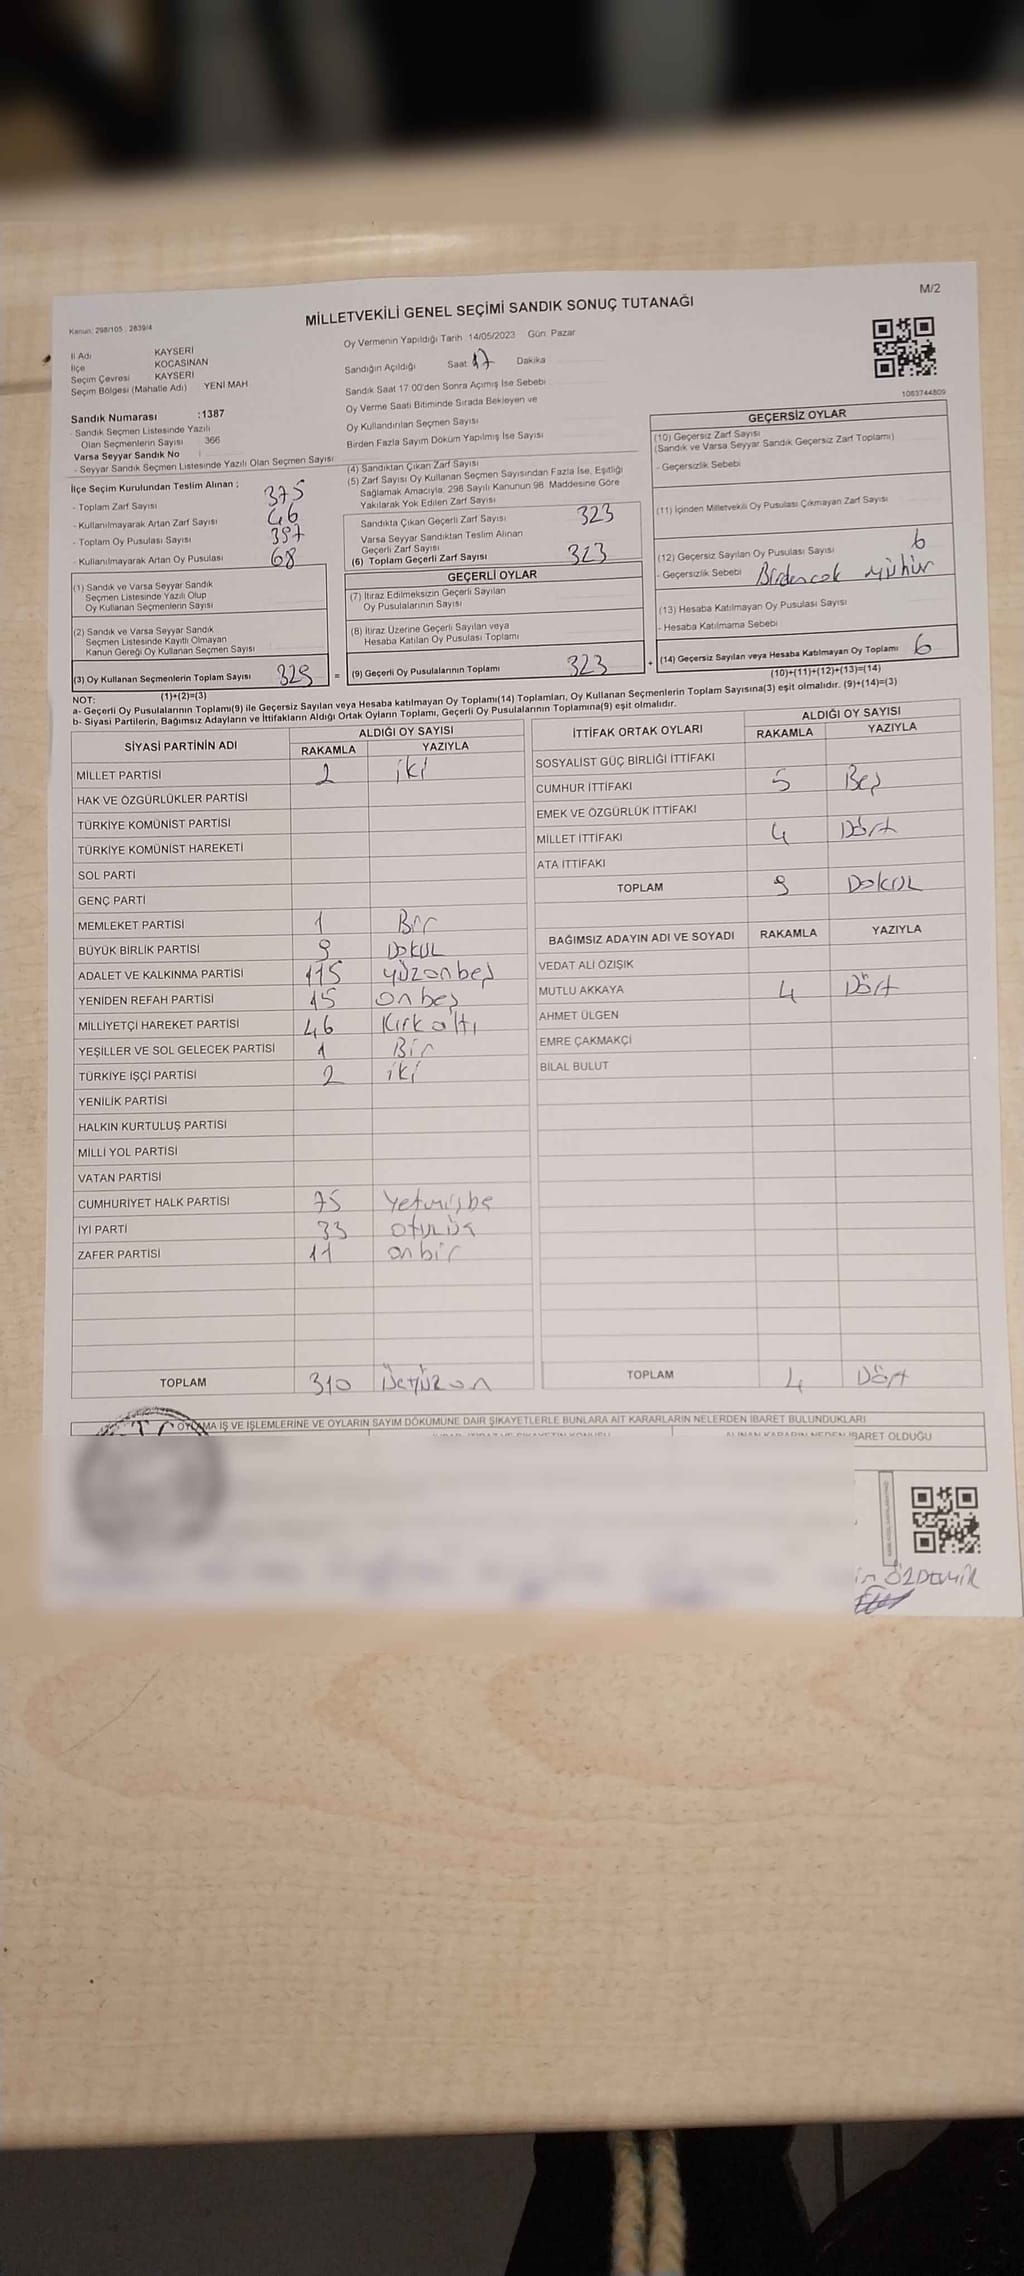 M/2
Kanun: 298/105 : 2839/4
MİLLETVEKİLİ GENEL SEÇİMİ SANDIK SONUÇ TUTANAĞI
İl Adı KAYSERİ
İlçe KOCASİNAN
Seçim Çevresi KAYSERİ
Seçim Bölgesi (Mahalle Adı) YENİ MAH
Sandık Numarası :1387
- Sandık Seçmen Listesinde Yazılı
Olan Seçmenlerin Sayısı 366
Varsa Seyyar Sandık No
- Seyyar Sandık Seçmen Listesinde Yazılı Olan Seçmen Sayısı
Oy Vermenin Yapıldığı Tarih 14/05/2023 Gün: Pazar
Sandığın Açıldığı Saat 17 Dakika
Sandık Saat 17:00'den Sonra Açımış İse Sebebi
Oy Verme Saati Bitiminde Sırada Bekleyen ve
Oy Kullandırılan Seçmen Sayısı
Birden Fazla Sayım Döküm Yapılmış İse Sayısı
1063744809
İlçe Seçim Kurulundan Teslim Alınan ;
- Toplam Zarf Sayısı 375
- Kullanılmayarak Artan Zarf Sayısı 46
- Toplam Oy Pusulası Sayısı 397
- Kullanılmayarak Artan Oy Pusulası 68
(1) Sandık ve Varsa Seyyar Sandık
Seçmen Listesinde Yazılı Olup
Oy Kullanan Seçmenlerin Sayısı
(2) Sandık ve Varsa Seyyar Sandık
Seçmen Listesinde Kayıtlı Olmayan
Kanun Gereği Oy Kullanan Seçmen Sayısı
(3) Oy Kullanan Seçmenlerin Toplam Sayısı 329 =
(1)+(2)=(3)
(4) Sandıktan Çıkan Zarf Sayısı
(5) Zarf Sayısı Oy Kullanan Seçmen Sayısından Fazla İse, Eşitliği
Sağlamak Amacıyla, 298 Sayılı Kanunun 98. Maddesine Göre
Yakılarak Yok Edilen Zarf Sayısı
Sandıkta Çıkan Geçerli Zarf Sayısı 323
Varsa Seyyar Sandıktan Teslim Alınan
Geçerli Zarf Sayısı
(6) Toplam Geçerli Zarf Sayısı 323
GEÇERLİ OYLAR
(7) İtiraz Edilmeksizin Geçerli Sayılan
Oy Pusulalarının Sayısı
(8) İtiraz Üzerine Geçerli Sayılan veya
Hesaba Katılan Oy Pusulası Toplamı
(9) Geçerli Oy Pusulalarının Toplamı 323 +
GEÇERSİZ OYLAR
(10) Geçersiz Zarf Sayısı
(Sandık ve Varsa Seyyar Sandık Geçersiz Zarf Toplamı)
- Geçersizlik Sebebi
(11) İçinden Milletvekili Oy Pusulası Çıkmayan Zarf Sayısı
(12) Geçersiz Sayılan Oy Pusulası Sayısı 6
- Geçersizlik Sebebi Birdencok mühür
(13) Hesaba Katılmayan Oy Pusulası Sayısı
- Hesaba Katılmama Sebebi
(14) Geçersiz Sayılan veya Hesaba Katılmayan Oy Toplamı 6
(10)+(11)+(12)+(13)=(14)
NOT:
a- Geçerli Oy Pusulalarının Toplamı(9) ile Geçersiz Sayılan veya Hesaba katılmayan Oy Toplamı(14) Toplamları, Oy Kullanan Seçmenlerin Toplam Sayısına(3) eşit olmalıdır. (9)+(14)=(3)
b- Siyasi Partilerin, Bağımsız Adayların ve İttifakların Aldığı Ortak Oyların Toplamı, Geçerli Oy Pusulalarının Toplamına(9) eşit olmalıdır.
SİYASİ PARTİNİN ADI ALDIĞI OY SAYISI
RAKAMLA YAZIYLA
MİLLET PARTİSİ 2 iki
HAK VE ÖZGÜRLÜKLER PARTİSİ
TÜRKİYE KOMÜNİST PARTİSİ
TÜRKİYE KOMÜNİST HAREKETİ
SOL PARTİ
GENÇ PARTİ
MEMLEKET PARTİSİ 1 Bir
BÜYÜK BİRLİK PARTİSİ 9 Dokuz
ADALET VE KALKINMA PARTİSİ 115 yüzonbeş
YENİDEN REFAH PARTİSİ 15 onbeş
MİLLİYETÇİ HAREKET PARTİSİ 46 Kırkaltı
YEŞİLLER VE SOL GELECEK PARTİSİ 1 Bir
TÜRKİYE İŞÇİ PARTİSİ 2 iki
YENİLİK PARTİSİ
HALKIN KURTULUŞ PARTİSİ
MİLLİ YOL PARTİSİ
VATAN PARTİSİ
CUMHURİYET HALK PARTİSİ 75 Yetmişbe
İYİ PARTİ 33 otuzüç
ZAFER PARTİSİ 11 onbir
TOPLAM 310 Üçyüzon
İTTİFAK ORTAK OYLARI ALDIĞI OY SAYISI
RAKAMLA YAZIYLA
SOSYALİST GÜÇ BİRLİĞİ İTTİFAKI
CUMHUR İTTİFAKI 5 Beş
EMEK VE ÖZGÜRLÜK İTTİFAKI
MİLLET İTTİFAKI 4 Dört
ATA İTTİFAKI
TOPLAM 9 Dokuz
BAĞIMSIZ ADAYIN ADI VE SOYADI RAKAMLA YAZIYLA
VEDAT ALİ ÖZIŞIK
MUTLU AKKAYA 4 Dört
AHMET ÜLGEN
EMRE ÇAKMAKÇİ
BİLAL BULUT
TOPLAM 4 Dört
OYLAMA İŞ VE İŞLEMLERİNE VE OYLARIN SAYIM DÖKÜMÜNE DAİR ŞİKAYETLERLE BUNLARA AİT KARARLARIN NELERDEN İBARET BULUNDUKLARI
ALINAN KARARIN NEDEN İBARET OLDUĞU
in ÖZDEMİR